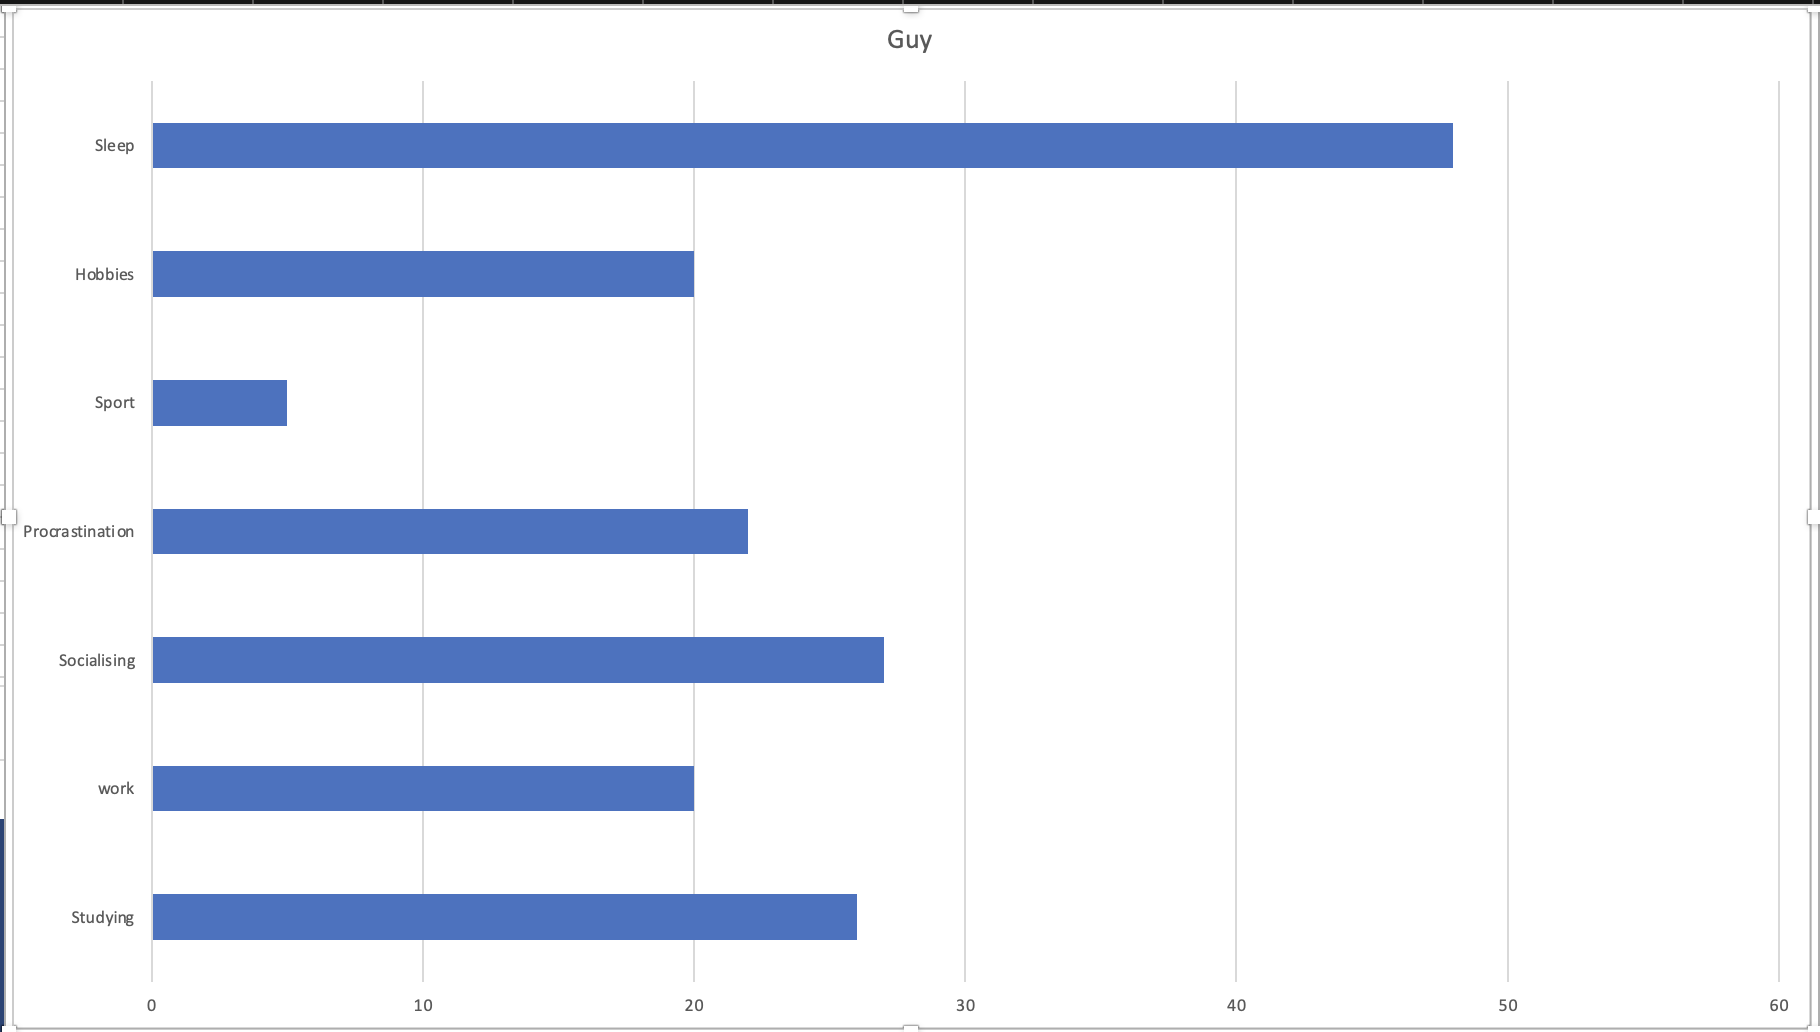 Guy
Sleep
Hobbies
Sport
Procrastination
Socialising
work
Studying
0 10 20 30 40 50 60